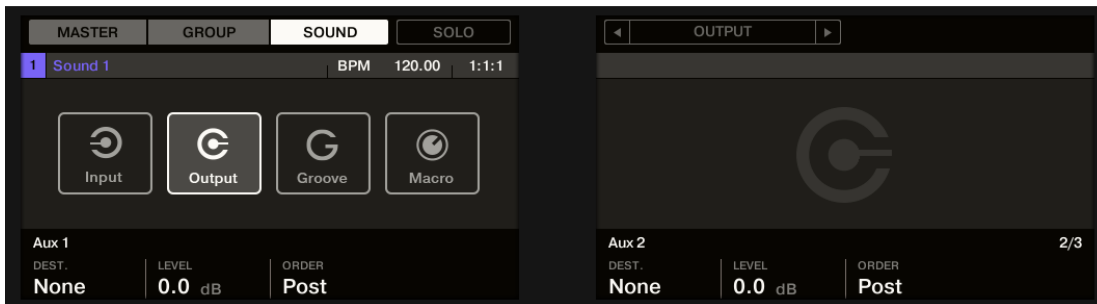 MASTER GROUP SOUND SOLO
1 Sound 1 BPM 120.00 1:1:1
Input Output Groove Macro
Aux 1
DEST. LEVEL ORDER
None 0.0 dB Post
OUTPUT
Aux 2 2/3
DEST. LEVEL ORDER
None 0.0 dB Post